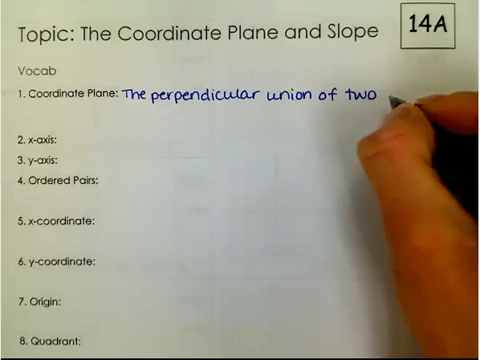 Topic: The Coordinate Plane and Slope
14A
Vocab
1. Coordinate Plane: The perpendicular union of two
2. x-axis:
3. y-axis:
4. Ordered Pairs:
5. x-coordinate:
6. y-coordinate:
7. Origin:
8. Quadrant: